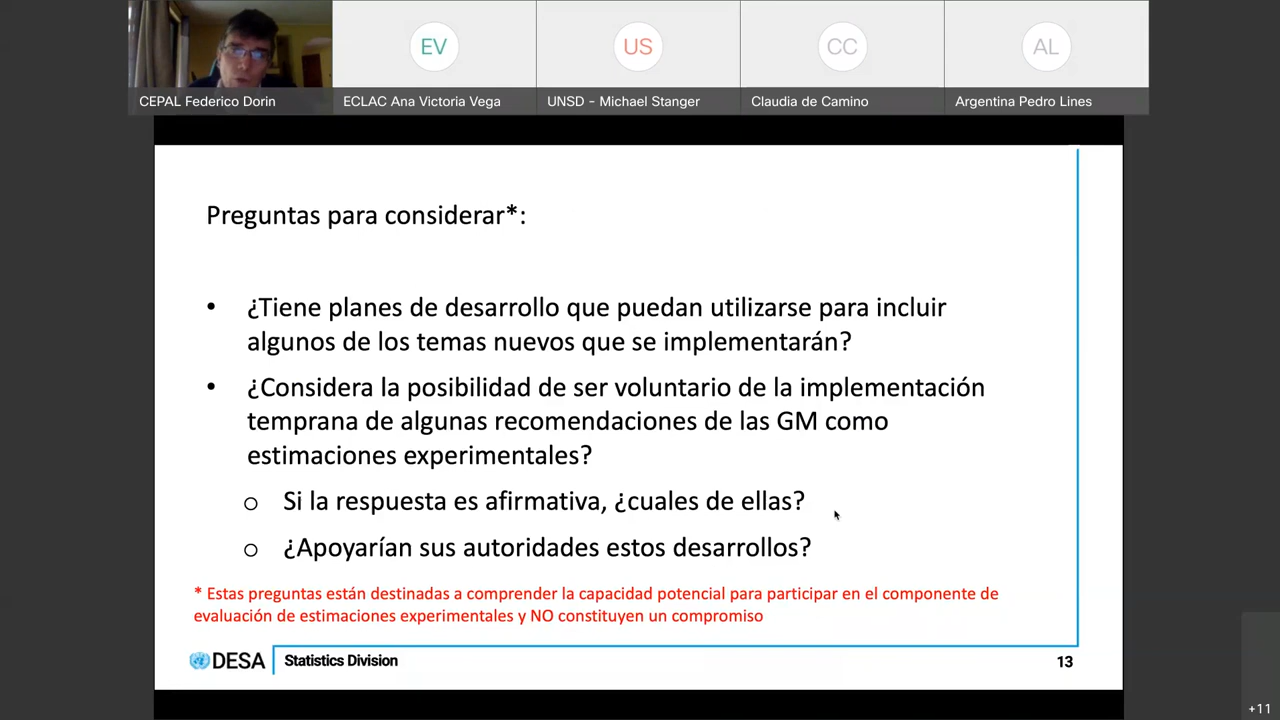 EV
US
CC
AL
CEPAL Federico Dorin
ECLAC Ana Victoria Vega
UNSD - Michael Stanger
Claudia de Camino
Argentina Pedro Lines
Preguntas para considerar*:
• ¿Tiene planes de desarrollo que puedan utilizarse para incluir
algunos de los temas nuevos que se implementarán?
• ¿Considera la posibilidad de ser voluntario de la implementación
temprana de algunas recomendaciones de las GM como
estimaciones experimentales?
o Si la respuesta es afirmativa, ¿cuales de ellas?
o ¿Apoyarían sus autoridades estos desarrollos?
* Estas preguntas están destinadas a comprender la capacidad potencial para participar en el componente de
evaluación de estimaciones experimentales y NO constituyen un compromiso
DESA Statistics Division
13
+11